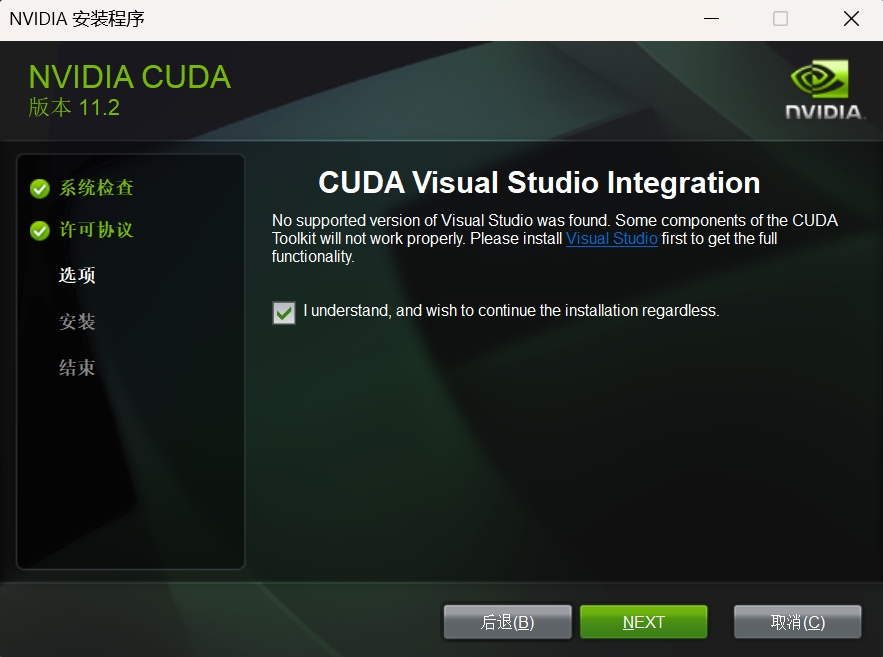 NVIDIA 安装程序
NVIDIA CUDA
版本 11.2
NVIDIA.
系统检查
许可协议
选项
安装
结束
CUDA Visual Studio Integration
No supported version of Visual Studio was found. Some components of the CUDA
Toolkit will not work properly. Please install Visual Studio first to get the full
functionality.
I understand, and wish to continue the installation regardless.
后退(B)
NEXT
取消(C)